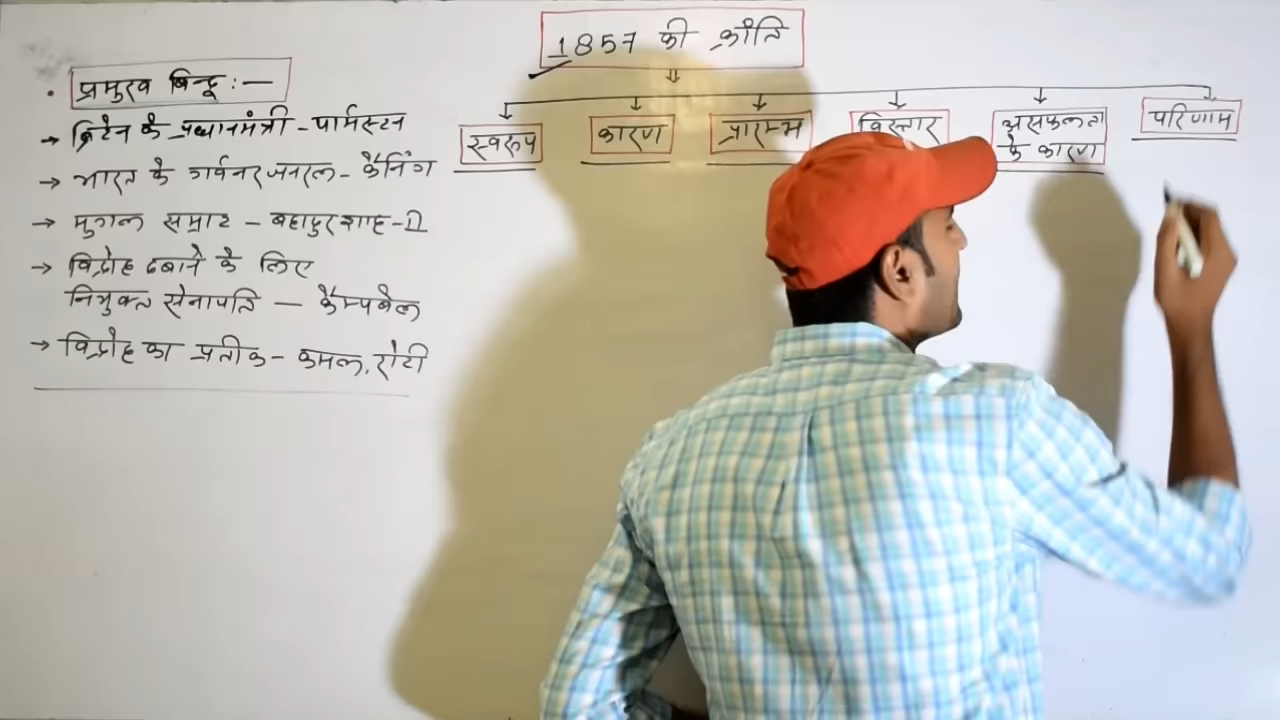 1857 की क्रांति
प्रमुख बिन्दू :—
→ ब्रिटेन के प्रधानमंत्री - पार्मस्टन
→ भारत के गर्वनर जनरल - कैनिंग
→ मुगल सम्राट - बहादुर शाह - II
→ विद्रोह दबाने के लिए
नियुक्त सेनापति — कैम्पबेल
→ विद्रोह का प्रतीक - कमल, रोटी
स्वरूप
कारण
प्रारम्भ
विस्तार
असफलता
के कारण
परिणाम